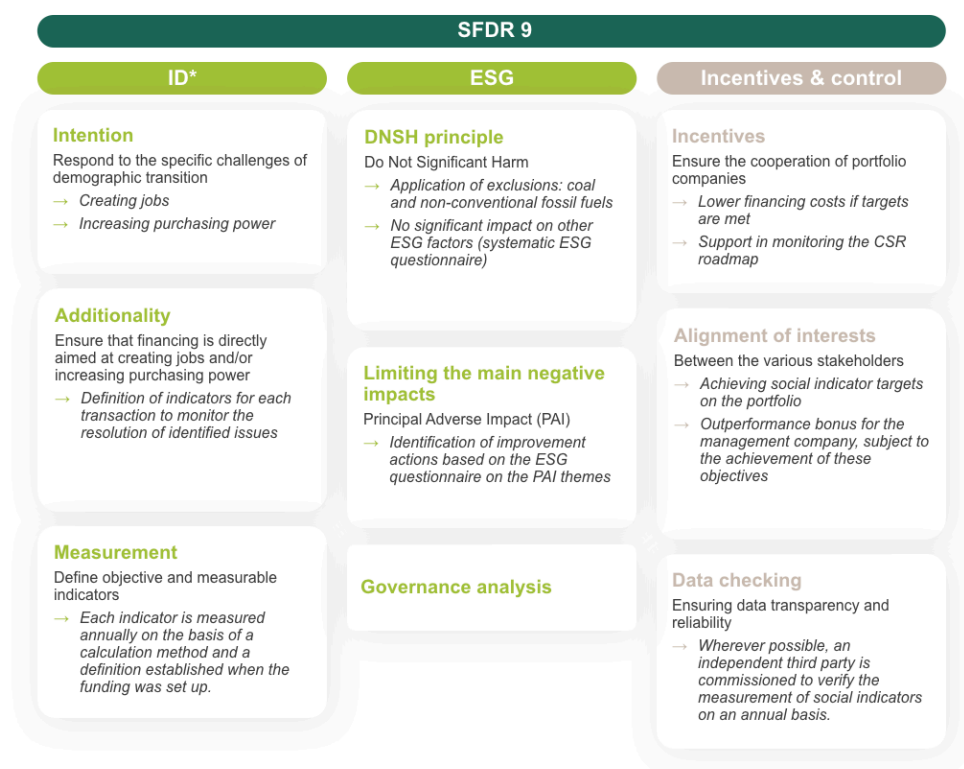 SFDR 9
ID*
Intention
Respond to the specific challenges of
demographic transition
→ Creating jobs
→ Increasing purchasing power
Additionality
Ensure that financing is directly
aimed at creating jobs and/or
increasing purchasing power
→ Definition of indicators for each
transaction to monitor the
resolution of identified issues
Measurement
Define objective and measurable
indicators
→ Each indicator is measured
annually on the basis of a
calculation method and a
definition established when the
funding was set up.
ESG
DNSH principle
Do Not Significant Harm
→ Application of exclusions: coal
and non-conventional fossil fuels
→ No significant impact on other
ESG factors (systematic ESG
questionnaire)
Limiting the main negative
impacts
Principal Adverse Impact (PAI)
→ Identification of improvement
actions based on the ESG
questionnaire on the PAI themes
Governance analysis
Incentives & control
Incentives
Ensure the cooperation of portfolio
companies
→ Lower financing costs if targets
are met
→ Support in monitoring the CSR
roadmap
Alignment of interests
Between the various stakeholders
→ Achieving social indicator targets
on the portfolio
→ Outperformance bonus for the
management company, subject to
the achievement of these
objectives
Data checking
Ensuring data transparency and
reliability
→ Wherever possible, an
independent third party is
commissioned to verify the
measurement of social indicators
on an annual basis.